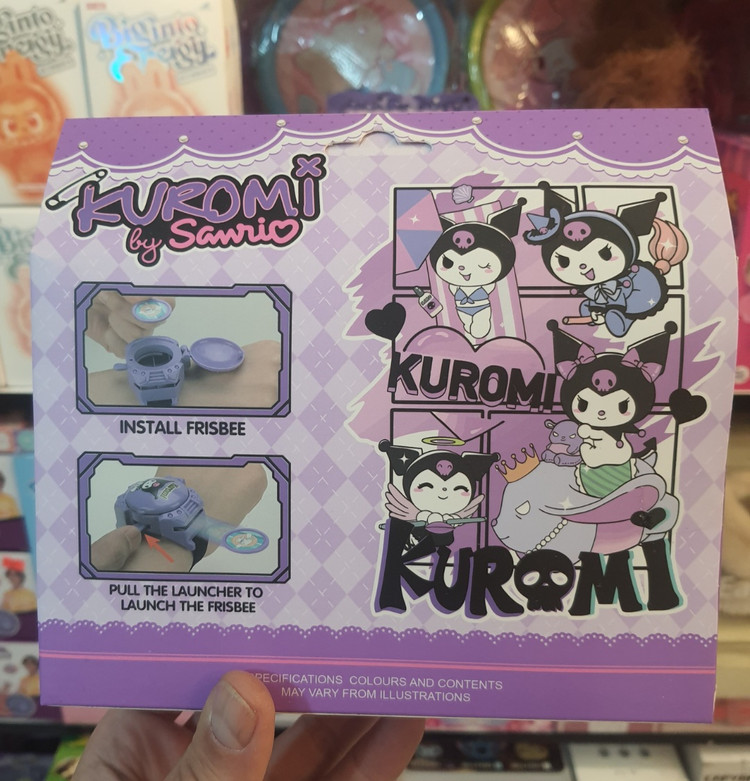 KUROMI
by Sanrio
INSTALL FRISBEE
PULL THE LAUNCHER TO
LAUNCH THE FRISBEE
KUROMI
KUROMI
SPECIFICATIONS COLOURS AND CONTENTS
MAY VARY FROM ILLUSTRATIONS